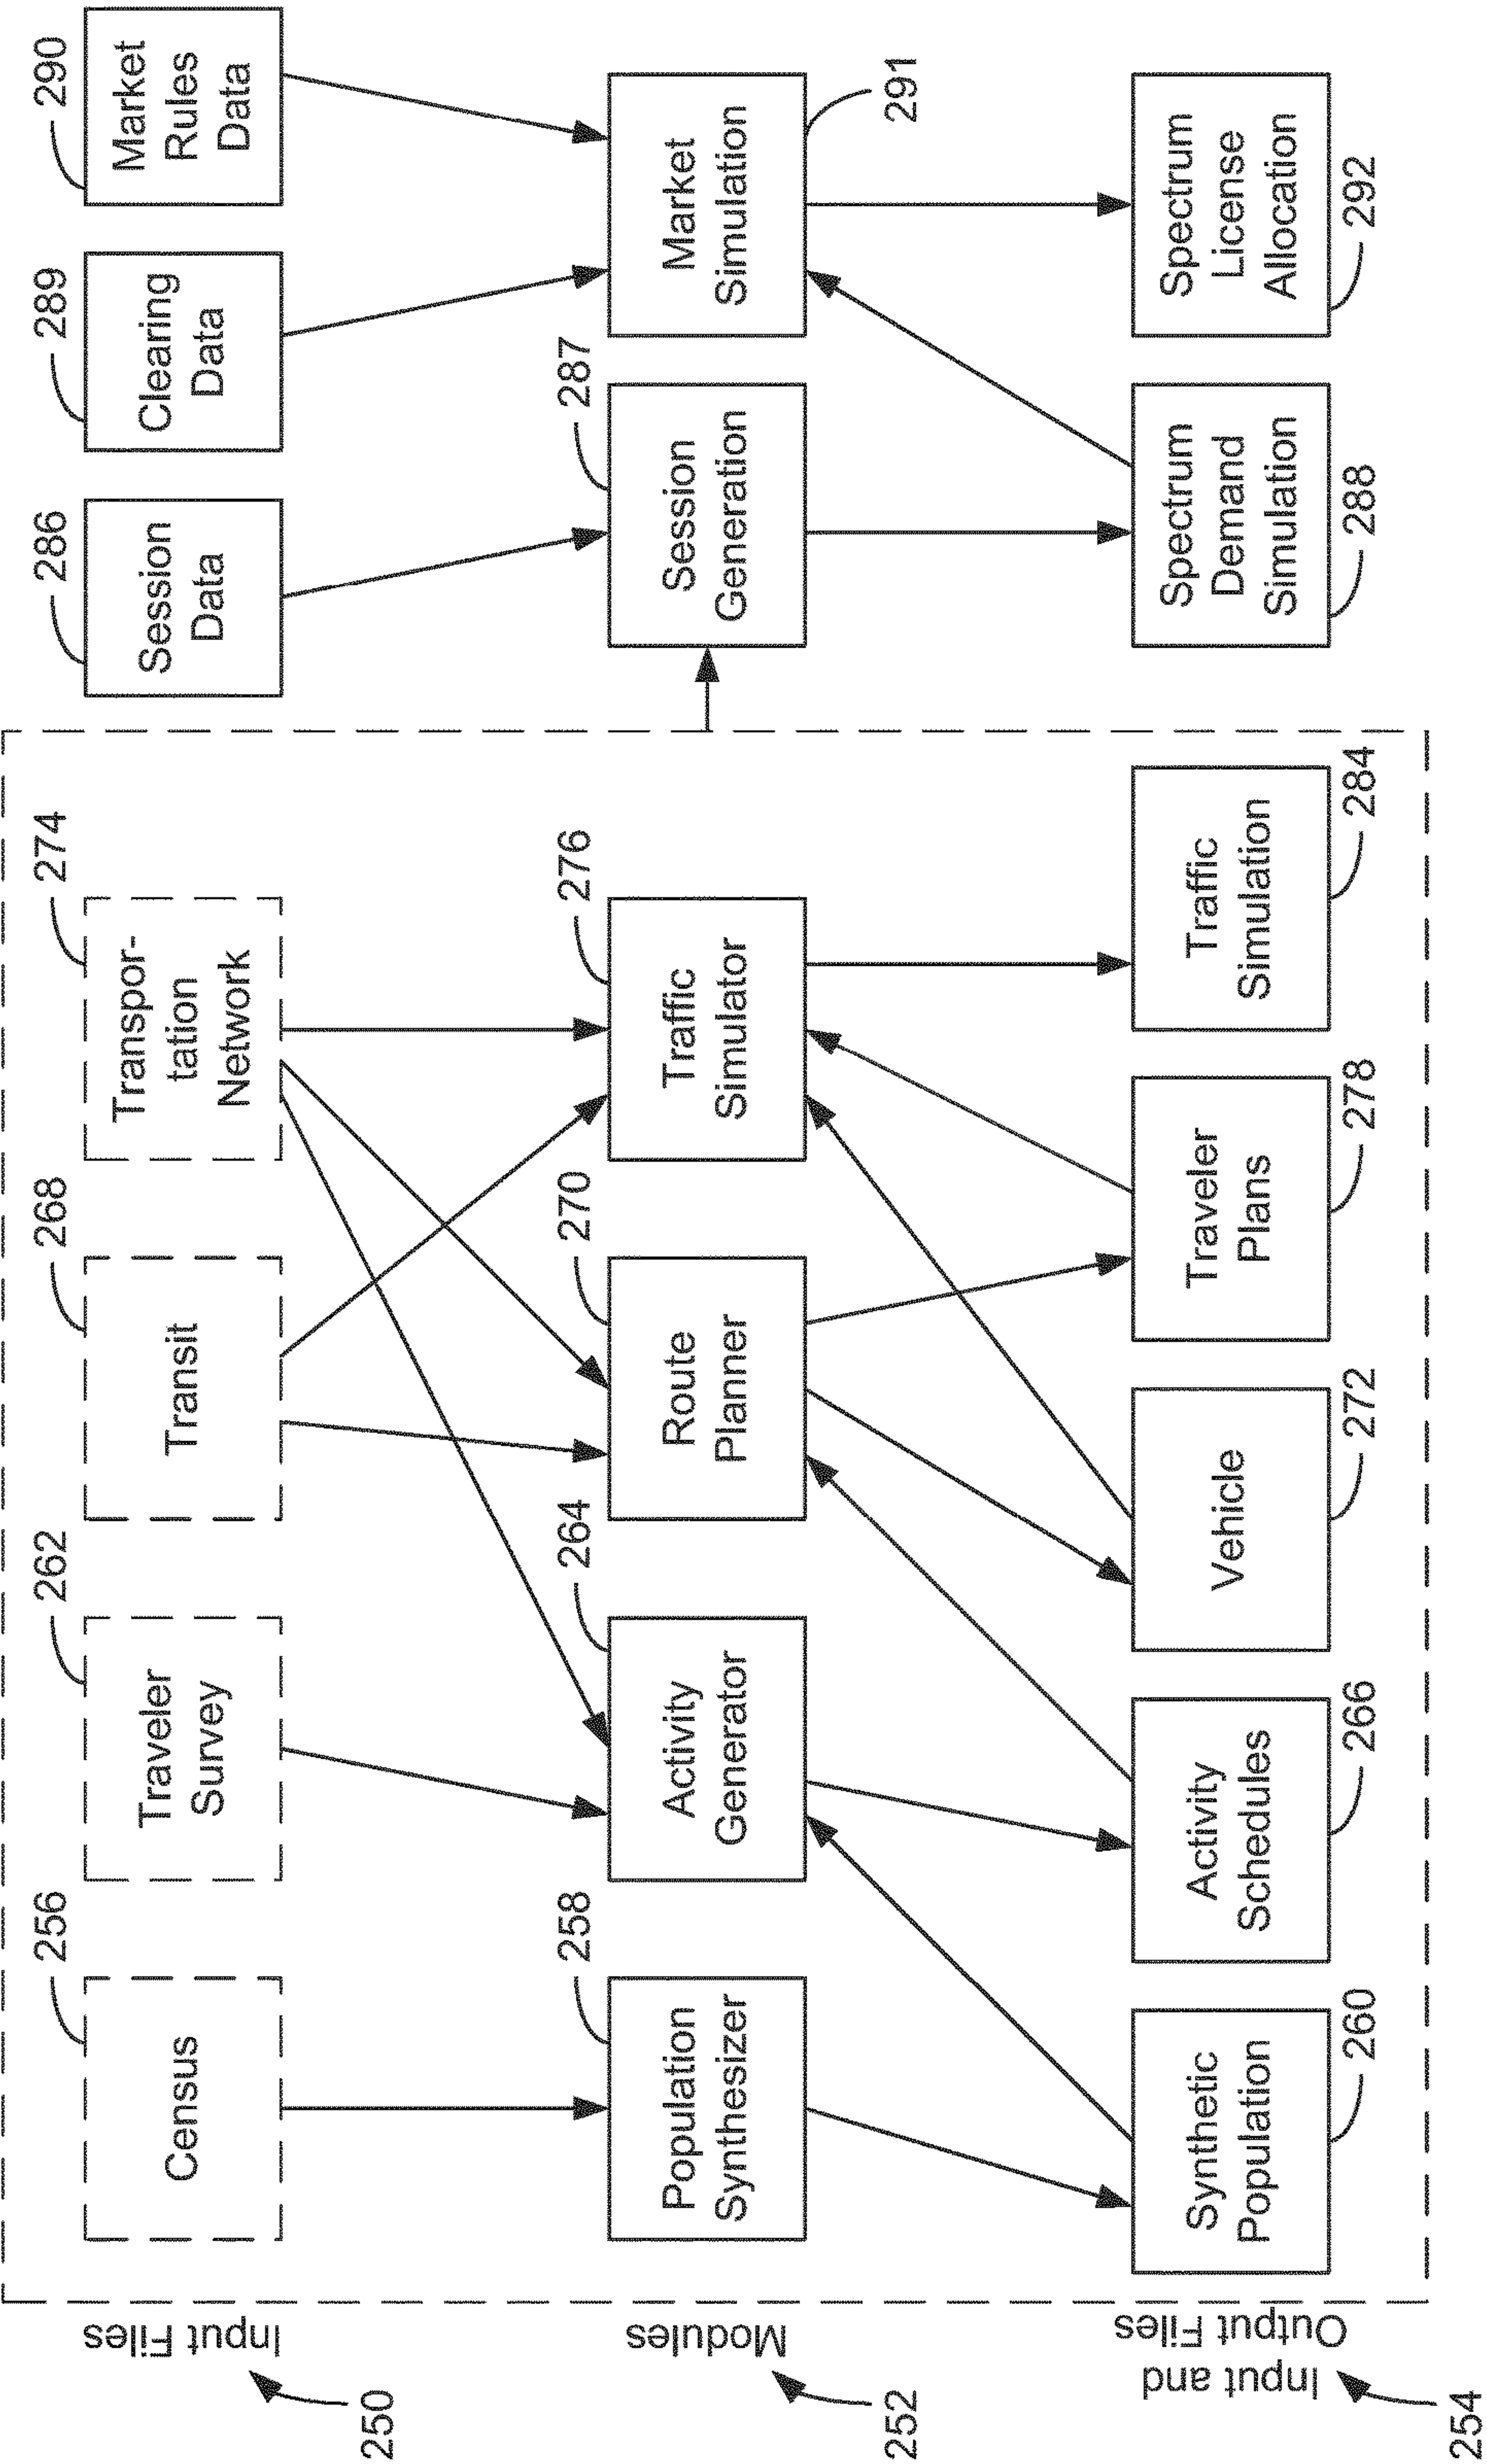 Input Files
250
256
Census
262
Traveler
Survey
268
Transit
274
Transpor-
tation
Network
286
Session
Data
289
Clearing
Data
290
Market
Rules
Data
Modules
252
258
Population
Synthesizer
264
Activity
Generator
270
Route
Planner
276
Traffic
Simulator
287
Session
Generation
Market
Simulation
291
Input and
Output Files
254
Synthetic
Population
260
Activity
Schedules
266
Vehicle
272
Traveler
Plans
278
Traffic
Simulation
284
Spectrum
Demand
Simulation
288
Spectrum
License
Allocation
292